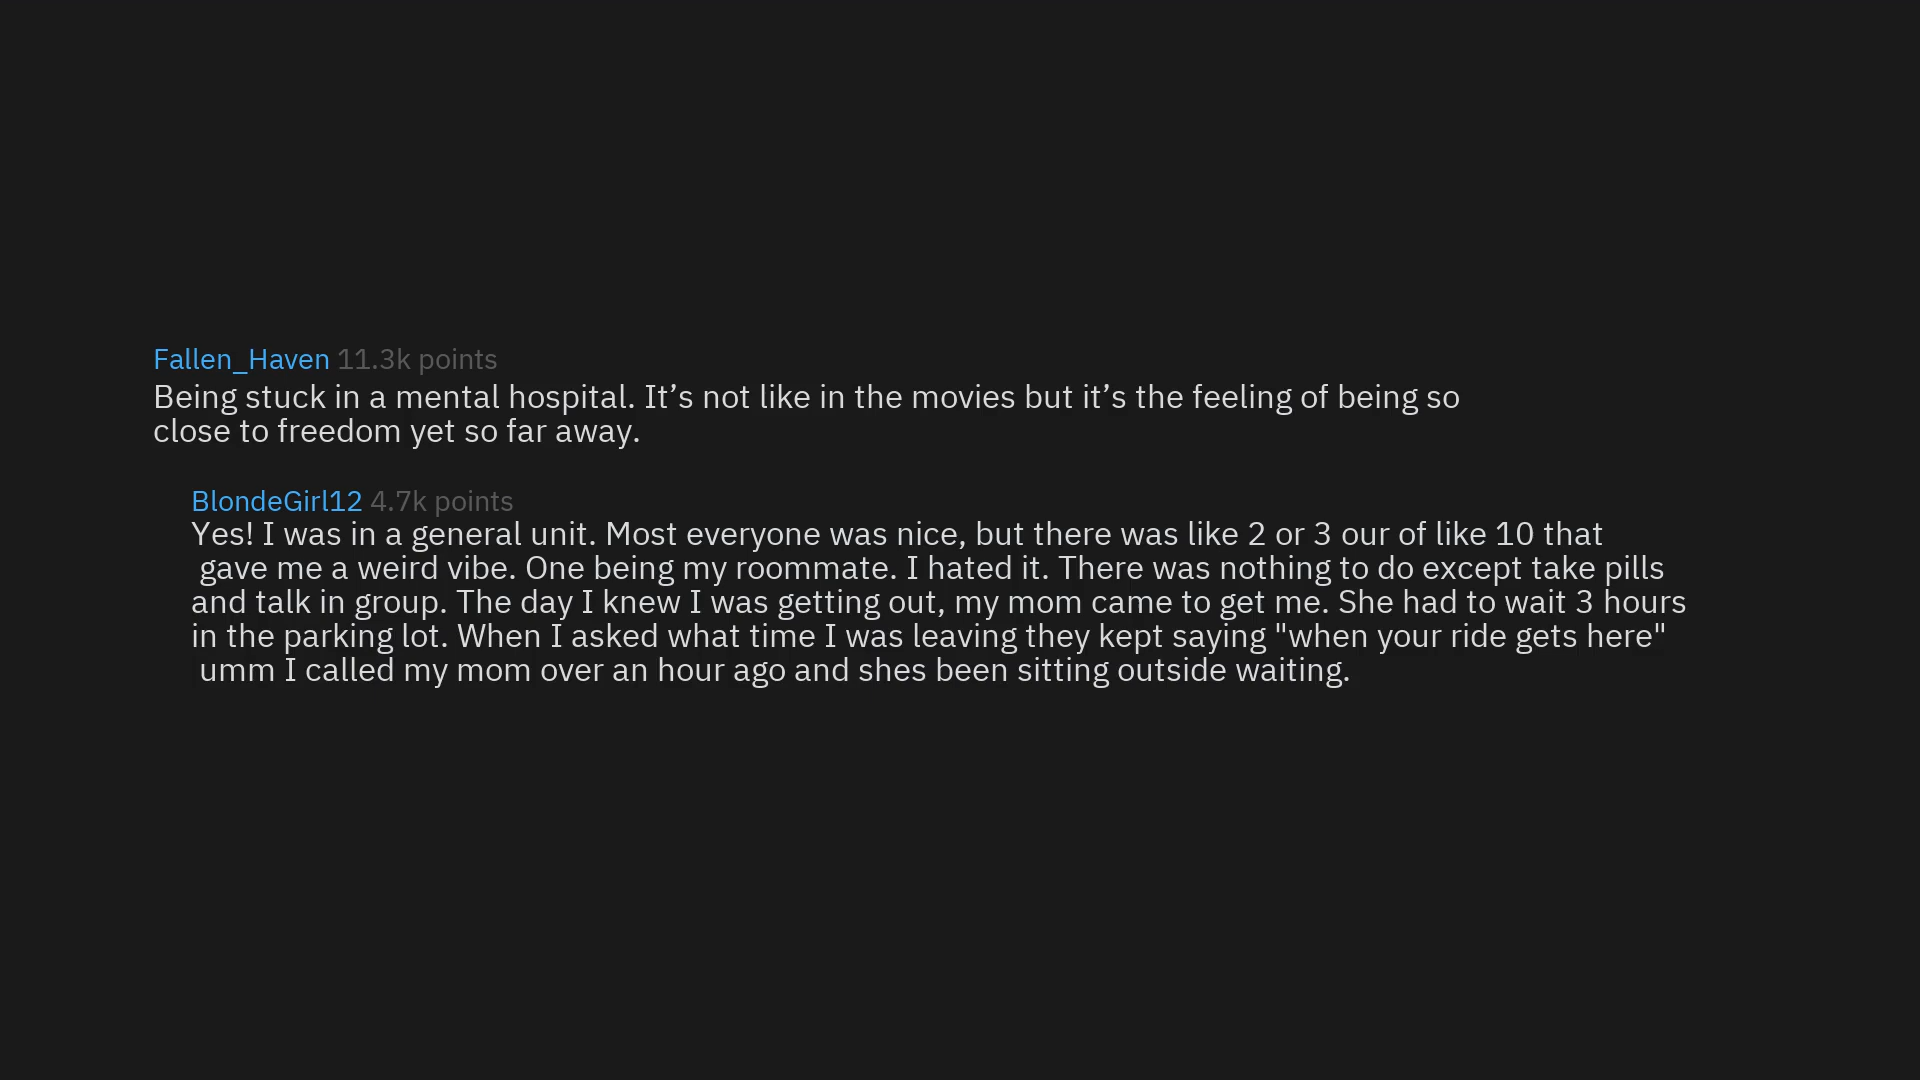 Fallen_Haven 11.3k points
Being stuck in a mental hospital. It’s not like in the movies but it’s the feeling of being so
close to freedom yet so far away.
BlondeGirl12 4.7k points
Yes! I was in a general unit. Most everyone was nice, but there was like 2 or 3 our of like 10 that
gave me a weird vibe. One being my roommate. I hated it. There was nothing to do except take pills
and talk in group. The day I knew I was getting out, my mom came to get me. She had to wait 3 hours
in the parking lot. When I asked what time I was leaving they kept saying "when your ride gets here"
umm I called my mom over an hour ago and shes been sitting outside waiting.